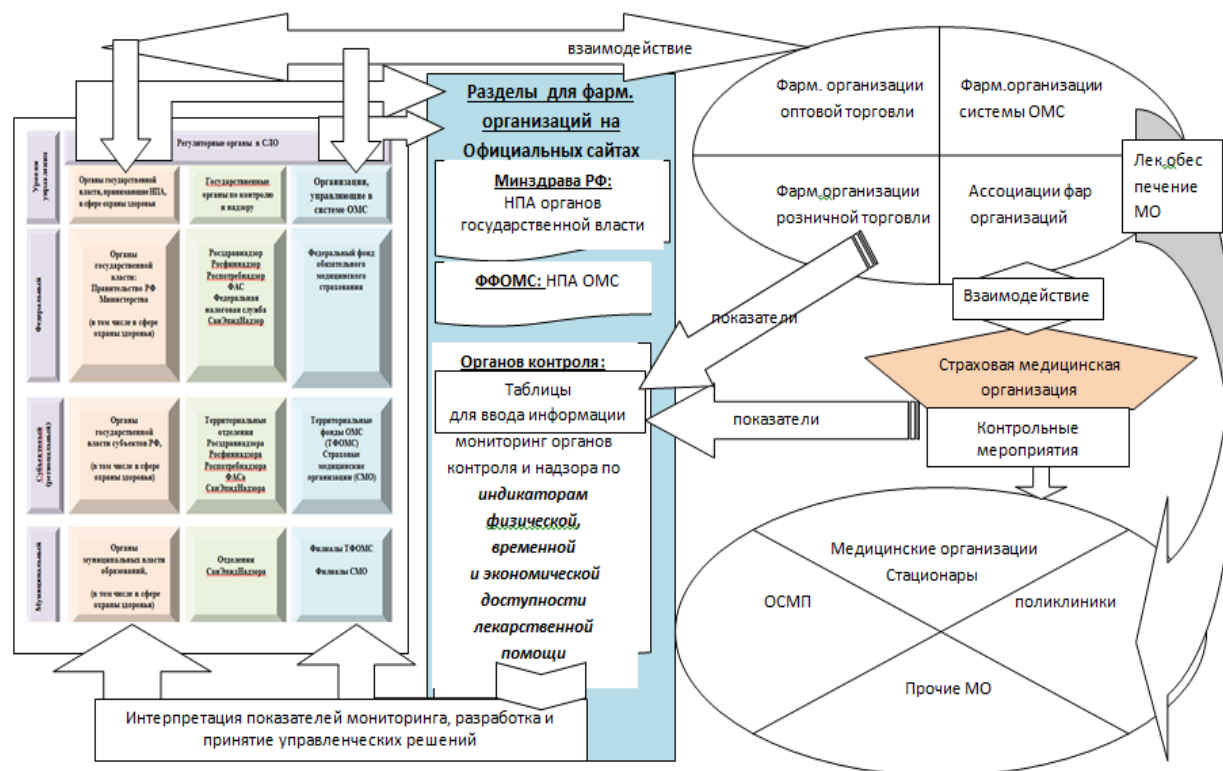 взаимодействие
Регуляторные органы в СЛО
Уровни
управления
Органы государственной
власти, принимающие НПА,
в сфере охраны здоровья
Государственные
органы по контролю
и надзору
Организации,
управляющие в
системе ОМС
Федеральный
Органы
государственной
власти:
Правительство РФ
Министерства
(в том числе в сфере
охраны здоровья)
Росздравнадзор
Росфиннадзор
Роспотребнадзор
ФАС
Федеральная
налоговая служба
СанЭпидНадзор
Федеральный фонд
обязательного
медицинского
страхования
Субъектовый
(региональный)
Органы
государственной
власти субъектов РФ,
(в том числе в сфере
охраны здоровья)
Территориальные
отделения
Росздравнадзора
Росфиннадзора
Роспотребнадзора
ФАСа
СанЭпидНадзора
Территориальные
фонды ОМС
(ТФОМС)
Страховые
медицинские
организации (СМО)
Муниципальный
Органы
муниципальных власти
образований,
(в том числе в сфере
охраны здоровья)
Отделения
СанЭпидНадзора
Филиалы ТФОМС
Филиалы СМО
Разделы для фарм.
организаций на
Официальных сайтах
Минздрава РФ:
НПА органов
государственной власти
ФФОМС: НПА ОМС
Органов контроля:
Таблицы
для ввода информации
мониторинг органов
контроля и надзора по
индикаторам
физической,
временной
и экономической
доступности
лекарственной
помощи
Интерпретация показателей мониторинга, разработка и
принятие управленческих решений
Фарм. организации
оптовой торговли
Фарм.организации
системы ОМС
Фарм.организации
розничной торговли
Ассоциации фар
организаций
Лек.обес
печение
МО
показатели
Взаимодействие
Страховая медицинская
организация
показатели
Контрольные
мероприятия
Медицинские организации
Стационары
ОСМП
поликлиники
Прочие МО